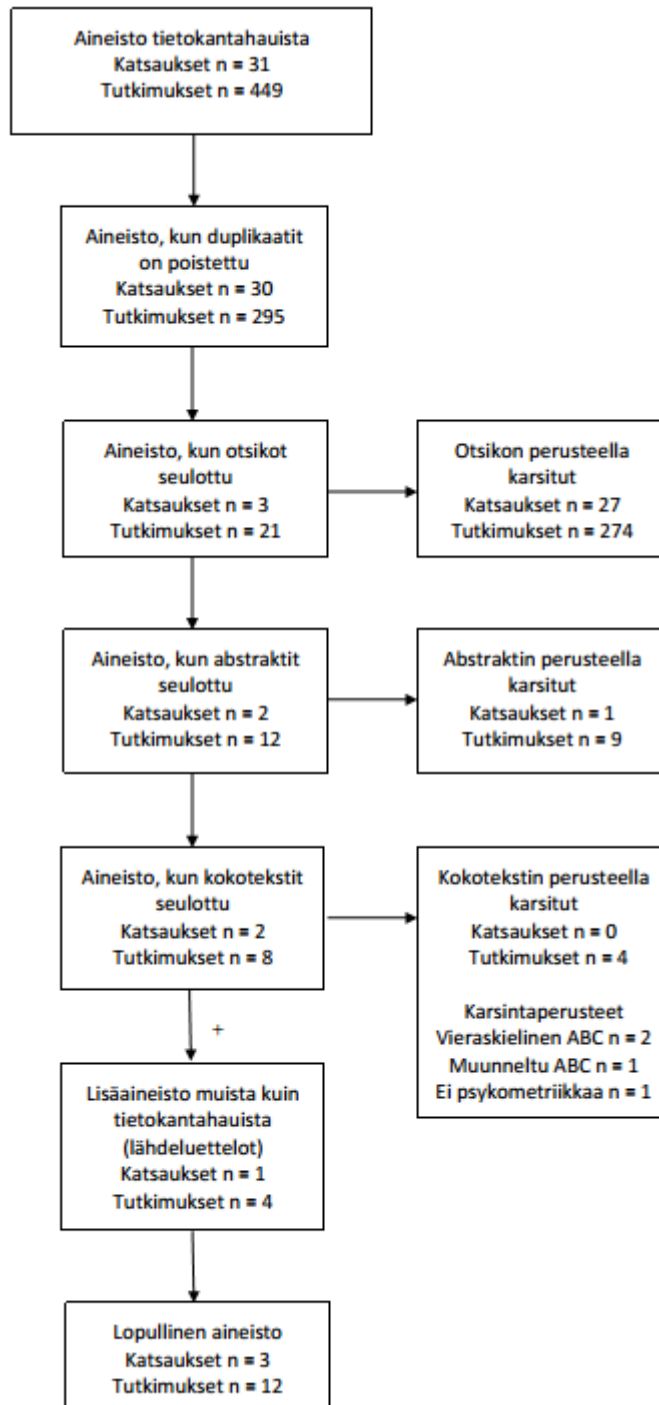 Aineisto tietokantahauista
Katsaukset n = 31
Tutkimukset n = 449
Aineisto, kun duplikaatit
on poistettu
Katsaukset n = 30
Tutkimukset n = 295
Aineisto, kun otsikot
seulottu
Katsaukset n = 3
Tutkimukset n = 21
Otsikon perusteella
karsitut
Katsaukset n = 27
Tutkimukset n = 274
Aineisto, kun abstraktit
seulottu
Katsaukset n = 2
Tutkimukset n = 12
Abstraktin perusteella
karsitut
Katsaukset n = 1
Tutkimukset n = 9
Aineisto, kun kokotekstit
seulottu
Katsaukset n = 2
Tutkimukset n = 8
Kokotekstin perusteella
karsitut
Katsaukset n = 0
Tutkimukset n = 4
Karsintaperusteet
Vieraskielinen ABC n = 2
Muunneltu ABC n = 1
Ei psykometriikkaa n = 1
+
Lisäaineisto muista kuin
tietokantahauista
(lähdeluettelot)
Katsaukset n = 1
Tutkimukset n = 4
Lopullinen aineisto
Katsaukset n = 3
Tutkimukset n = 12